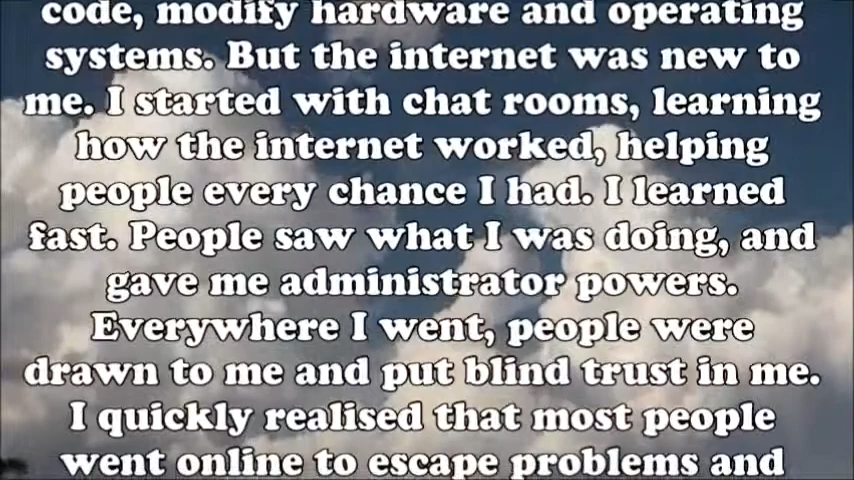 code, modify hardware and operating
systems. But the internet was new to
me. I started with chat rooms, learning
how the internet worked, helping
people every chance I had. I learned
fast. People saw what I was doing, and
gave me administrator powers.
Everywhere I went, people were
drawn to me and put blind trust in me.
I quickly realised that most people
went online to escape problems and